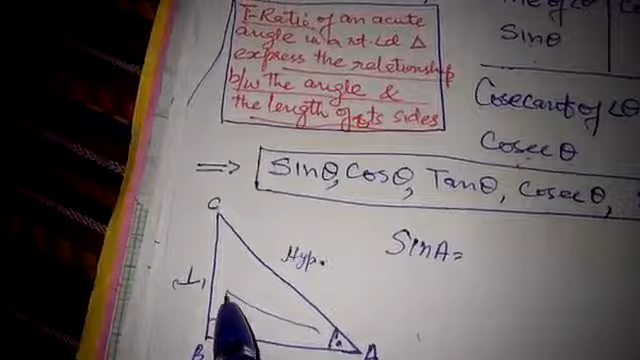 T-Ratio of an acute
angle in a rt. ∠d Δ
express the reletionship
b/w the angle &
the length of its sides
Sinθ
Cosecant of ∠θ
Cosec θ
⇒ Sinθ, Cosθ, Tanθ, Cosecθ,
C
Hyp.
SinA=
⊥
B
A